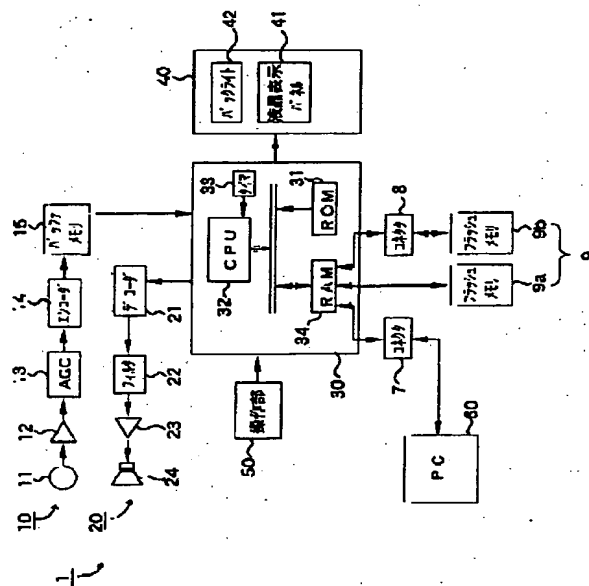 1
10
11
12
13
AGC
14
エンコーダ
15
バッファ
メモリ
20
24
23
22
フィルタ
21
デコーダ
33
タイマ
CPU
32
ROM
31
RAM
34
30
40
バックライト
42
液晶表示
パネル
41
操作部
50
コネクタ
7
コネクタ
8
PC
60
フラッシュ
メモリ
9a
フラッシュ
メモリ
9b
9